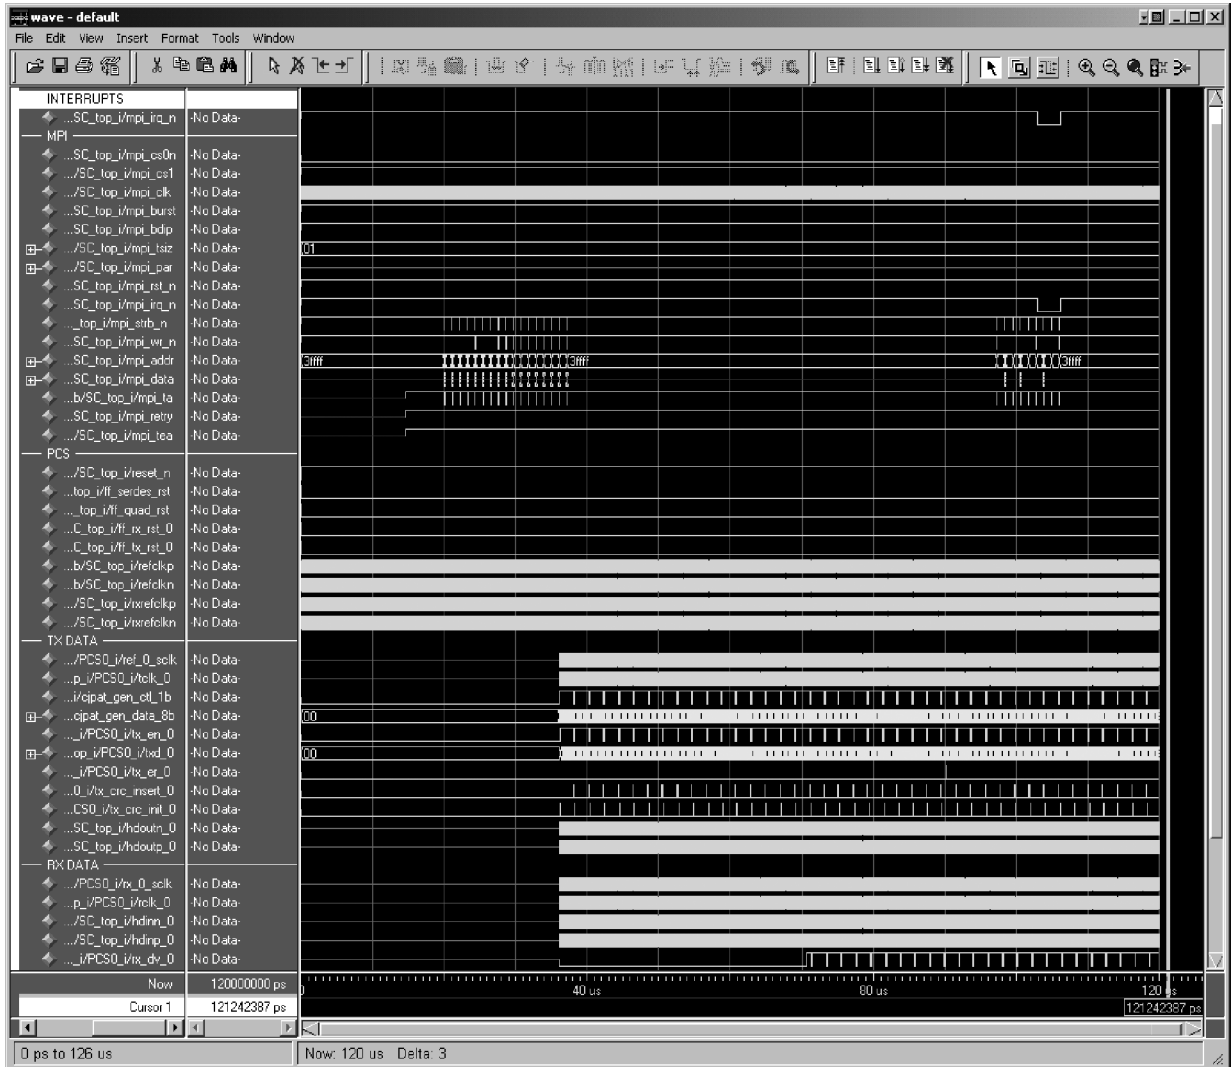 wave - default
File Edit View Insert Format Tools Window
INTERRUPTS
...SC_top_i/mpi_irq_n -No Data-
MPI
...SC_top_i/mpi_cs0n -No Data-
.../SC_top_i/mpi_cs1 -No Data-
.../SC_top_i/mpi_clk -No Data-
...SC_top_i/mpi_burst -No Data-
...SC_top_i/mpi_bdip -No Data-
.../SC_top_i/mpi_tsiz -No Data- 01
.../SC_top_i/mpi_par -No Data-
...SC_top_i/mpi_rst_n -No Data-
...SC_top_i/mpi_irq_n -No Data-
..._top_i/mpi_strb_n -No Data-
...SC_top_i/mpi_wr_n -No Data-
...SC_top_i/mpi_addr -No Data- 3ffff 3ffff 3ffff
...SC_top_i/mpi_data -No Data-
...b/SC_top_i/mpi_ta -No Data-
...SC_top_i/mpi_retry -No Data-
.../SC_top_i/mpi_tea -No Data-
PCS
.../SC_top_i/reset_n -No Data-
...top_i/ff_serdes_rst -No Data-
..._top_i/ff_quad_rst -No Data-
...C_top_i/ff_rx_rst_0 -No Data-
...C_top_i/ff_tx_rst_0 -No Data-
...b/SC_top_i/refclkp -No Data-
...b/SC_top_i/refclkn -No Data-
.../SC_top_i/rxrefclkp -No Data-
.../SC_top_i/rxrefclkn -No Data-
TX DATA
.../PCS0_i/ref_0_sclk -No Data-
...p_i/PCS0_i/tclk_0 -No Data-
...i/cjpat_gen_ctl_1b -No Data-
...cjpat_gen_data_8b -No Data- 00
..._i/PCS0_i/tx_en_0 -No Data-
...op_i/PCS0_i/txd_0 -No Data- 00
..._i/PCS0_i/tx_er_0 -No Data-
...0_i/tx_crc_insert_0 -No Data-
...CS0_i/tx_crc_init_0 -No Data-
...SC_top_i/hdoutn_0 -No Data-
...SC_top_i/hdoutp_0 -No Data-
RX DATA
.../PCS0_i/rx_0_sclk -No Data-
...p_i/PCS0_i/rclk_0 -No Data-
.../SC_top_i/hdinn_0 -No Data-
.../SC_top_i/hdinp_0 -No Data-
..._i/PCS0_i/rx_dv_0 -No Data-
Now 120000000 ps 0 40 us 80 us 120 us
Cursor 1 121242387 ps 121242387 ps
0 ps to 126 us Now: 120 us Delta: 3